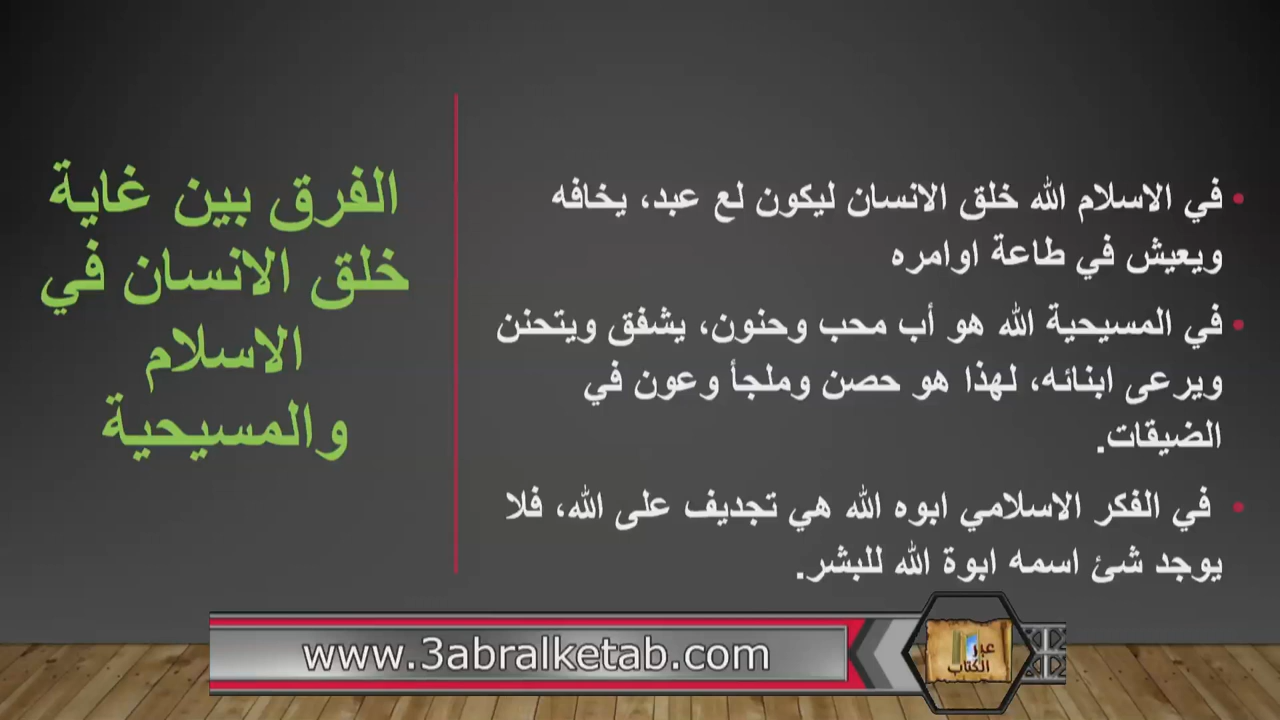 الفرق بين غاية
خلق الانسان في
الاسلام
والمسيحية
• في الاسلام الله خلق الانسان ليكون لع عبد، يخافه
ويعيش في طاعة اوامره
• في المسيحية الله هو أب محب وحنون، يشفق ويتحنن
ويرعى ابنائه، لهذا هو حصن وملجأ وعون في
الضيقات.
• في الفكر الاسلامي ابوه الله هي تجديف على الله، فلا
يوجد شئ اسمه ابوة الله للبشر.
www.3abralketab.com
عبر
الكتاب